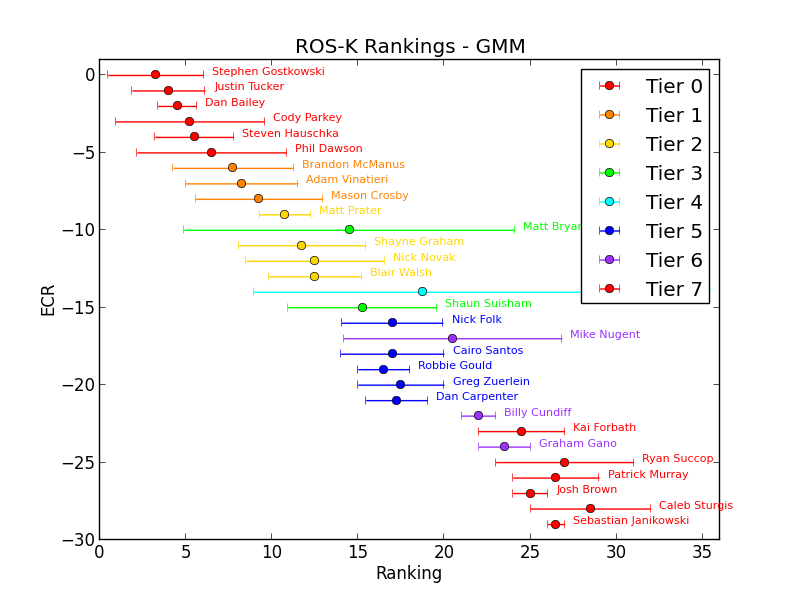 ROS-K Rankings - GMM
0
−5
−10
−15
−20
−25
−30
ECR
Stephen Gostkowski
Justin Tucker
Dan Bailey
Cody Parkey
Steven Hauschka
Phil Dawson
Brandon McManus
Adam Vinatieri
Mason Crosby
Matt Prater
Matt Bryan
Shayne Graham
Nick Novak
Blair Walsh
Shaun Suisham
Nick Folk
Mike Nugent
Cairo Santos
Robbie Gould
Greg Zuerlein
Dan Carpenter
Billy Cundiff
Kai Forbath
Graham Gano
Ryan Succop
Patrick Murray
Josh Brown
Caleb Sturgis
Sebastian Janikowski
Tier 0
Tier 1
Tier 2
Tier 3
Tier 4
Tier 5
Tier 6
Tier 7
0 5 10 15 20 25 30 35
Ranking